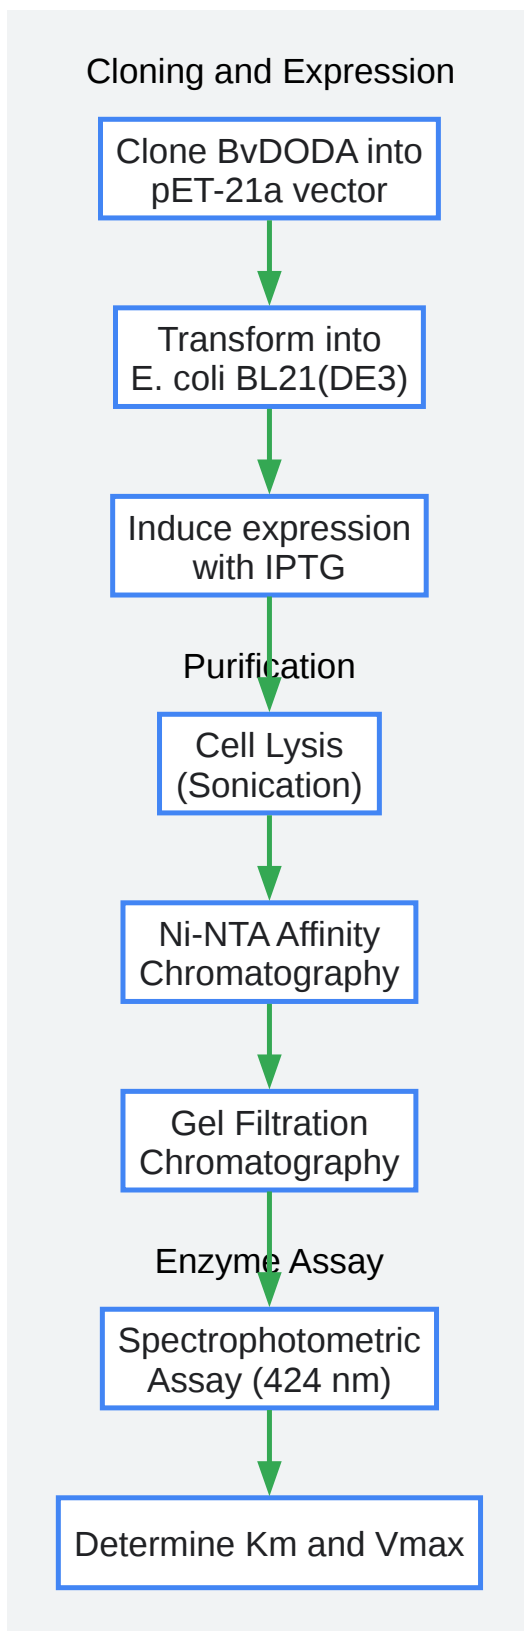 Cloning and Expression
Clone BvDODA into
pET-21a vector
Transform into
E. coli BL21(DE3)
Induce expression
with IPTG
Purification
Cell Lysis
(Sonication)
Ni-NTA Affinity
Chromatography
Gel Filtration
Chromatography
Enzyme Assay
Spectrophotometric
Assay (424 nm)
Determine Km and Vmax